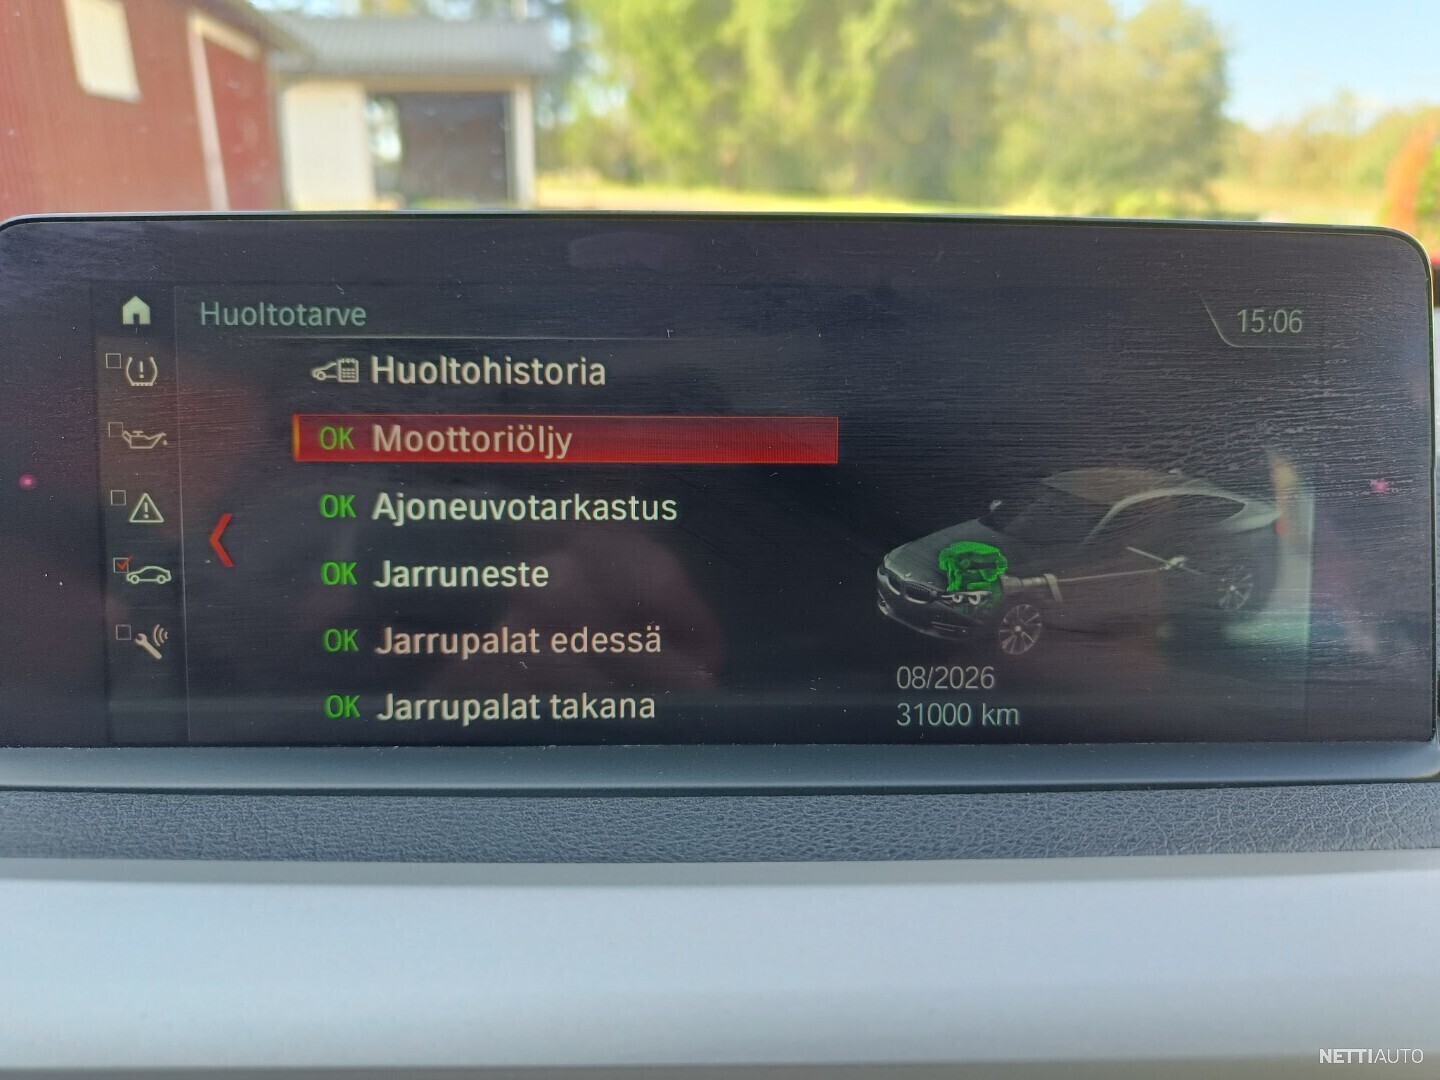 Huoltotarve
15:06
Huoltohistoria
OK Moottoriöljy
OK Ajoneuvotarkastus
OK Jarruneste
OK Jarrupalat edessä
OK Jarrupalat takana
08/2026
31000 km
NETTIAUTO